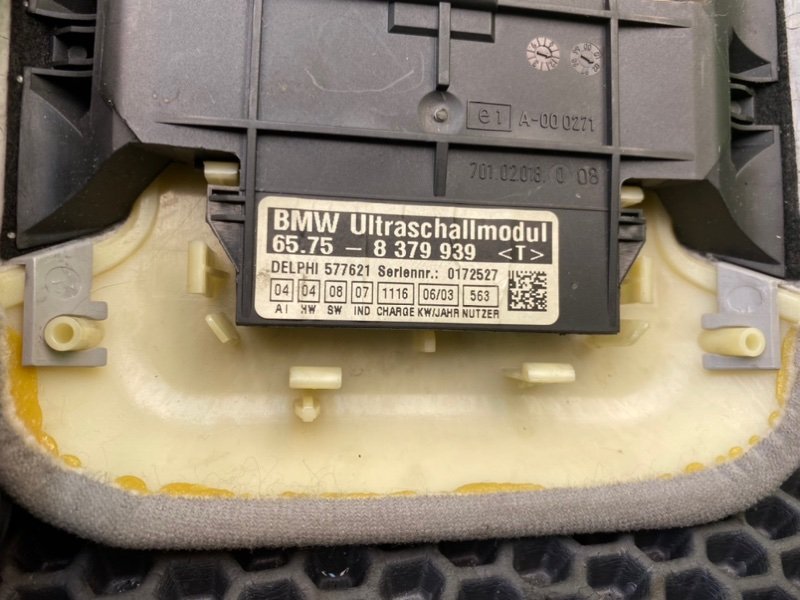 e1 A-00 0271
701 02018 0 08
BMW Ultraschallmodul
65.75 - 8 379 939 <T>
DELPHI 577621 Seriennr.: 0172527
04 04 08 07 1116 06/03 563
AI HW SW IND CHARGE KW/JAHR NUTZER